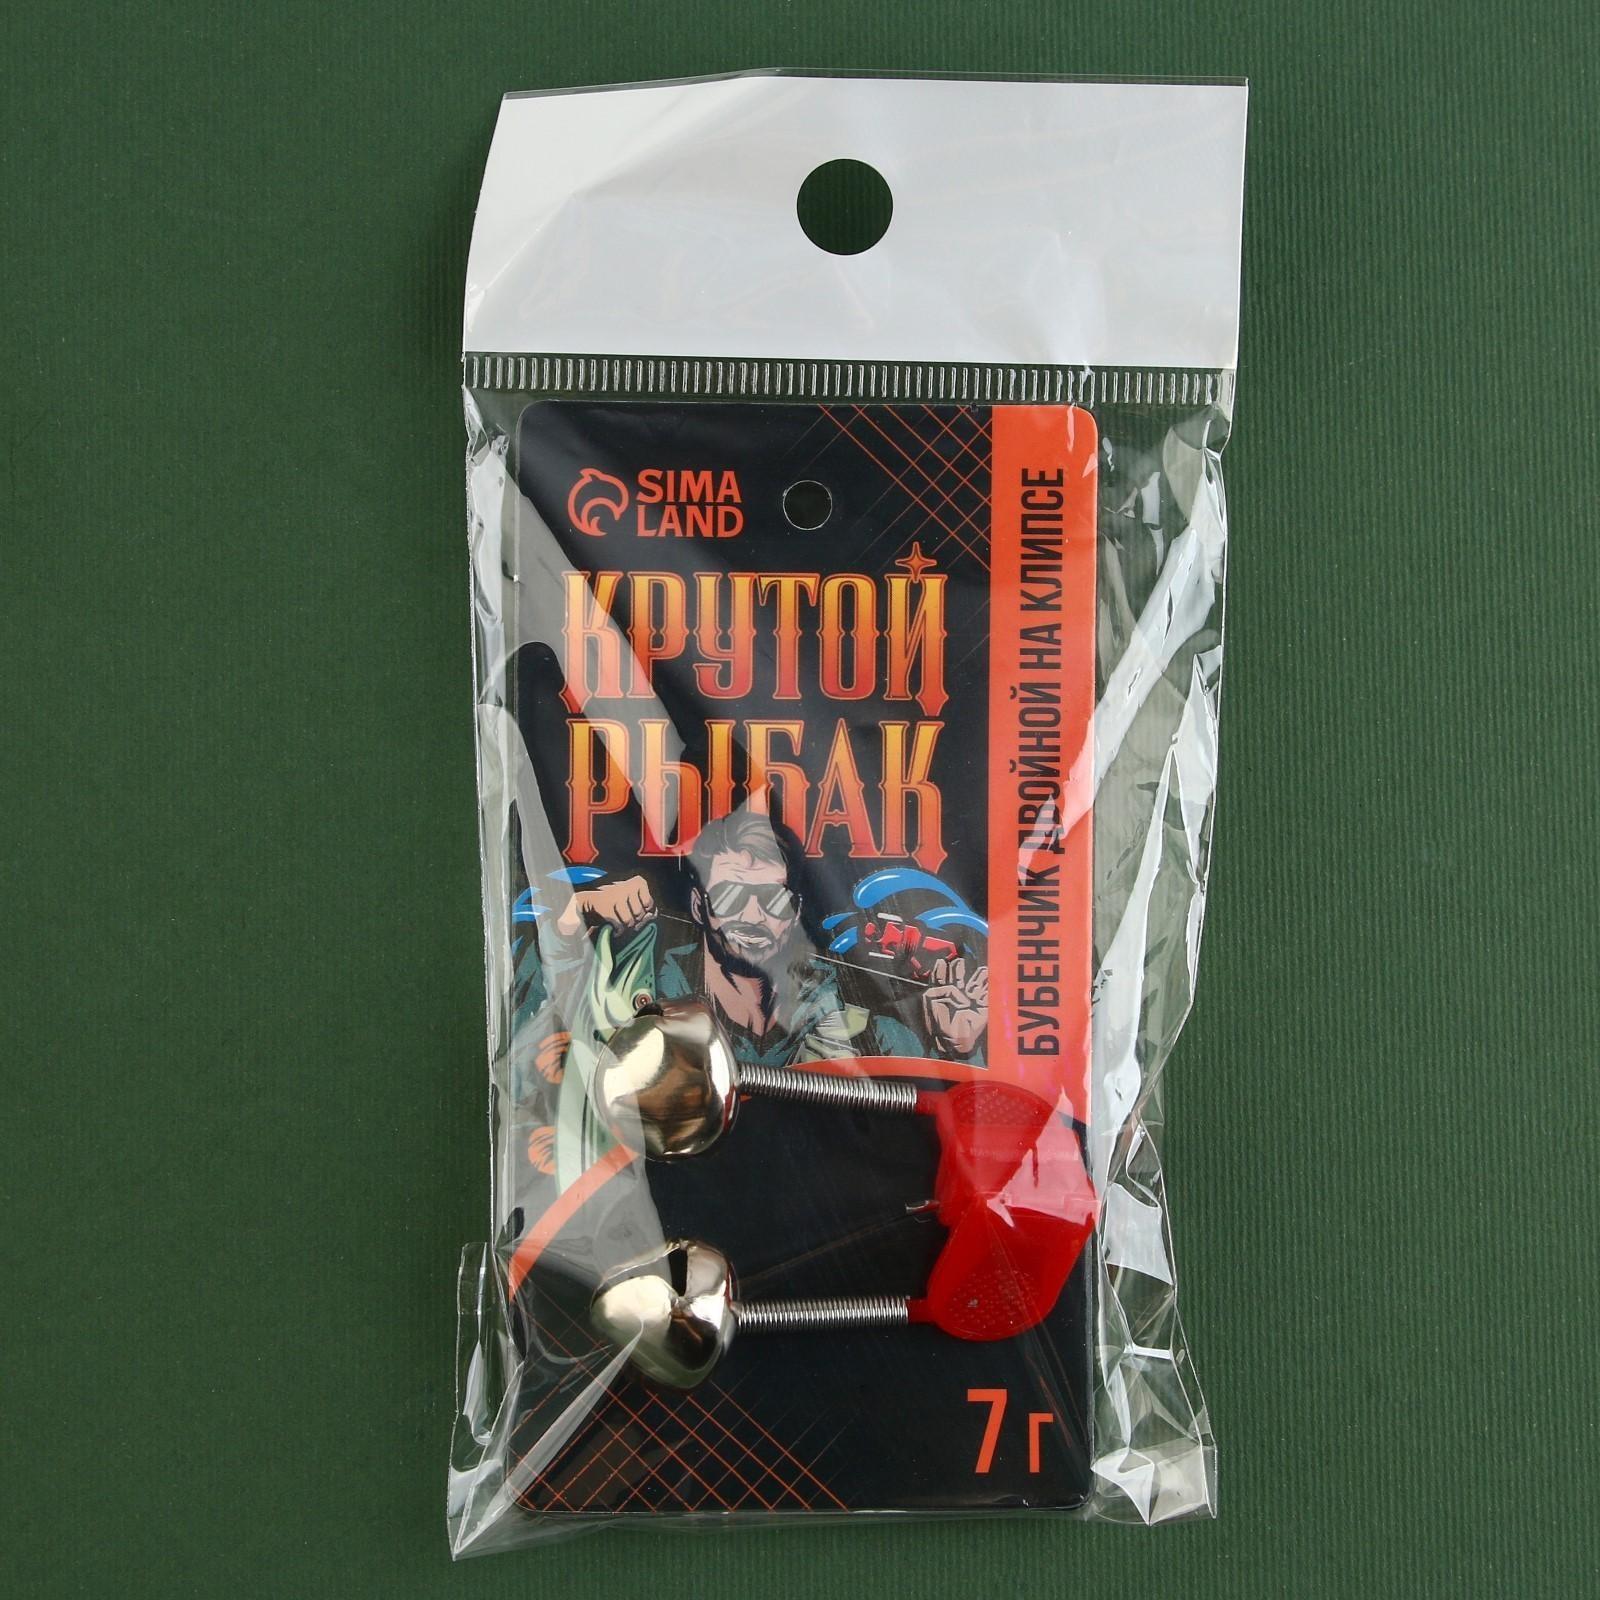 SIMA
LAND
КРУТОЙ
РЫБАК
БУБЕНЧИК ДВОЙНОЙ НА КЛИПСЕ
7 г